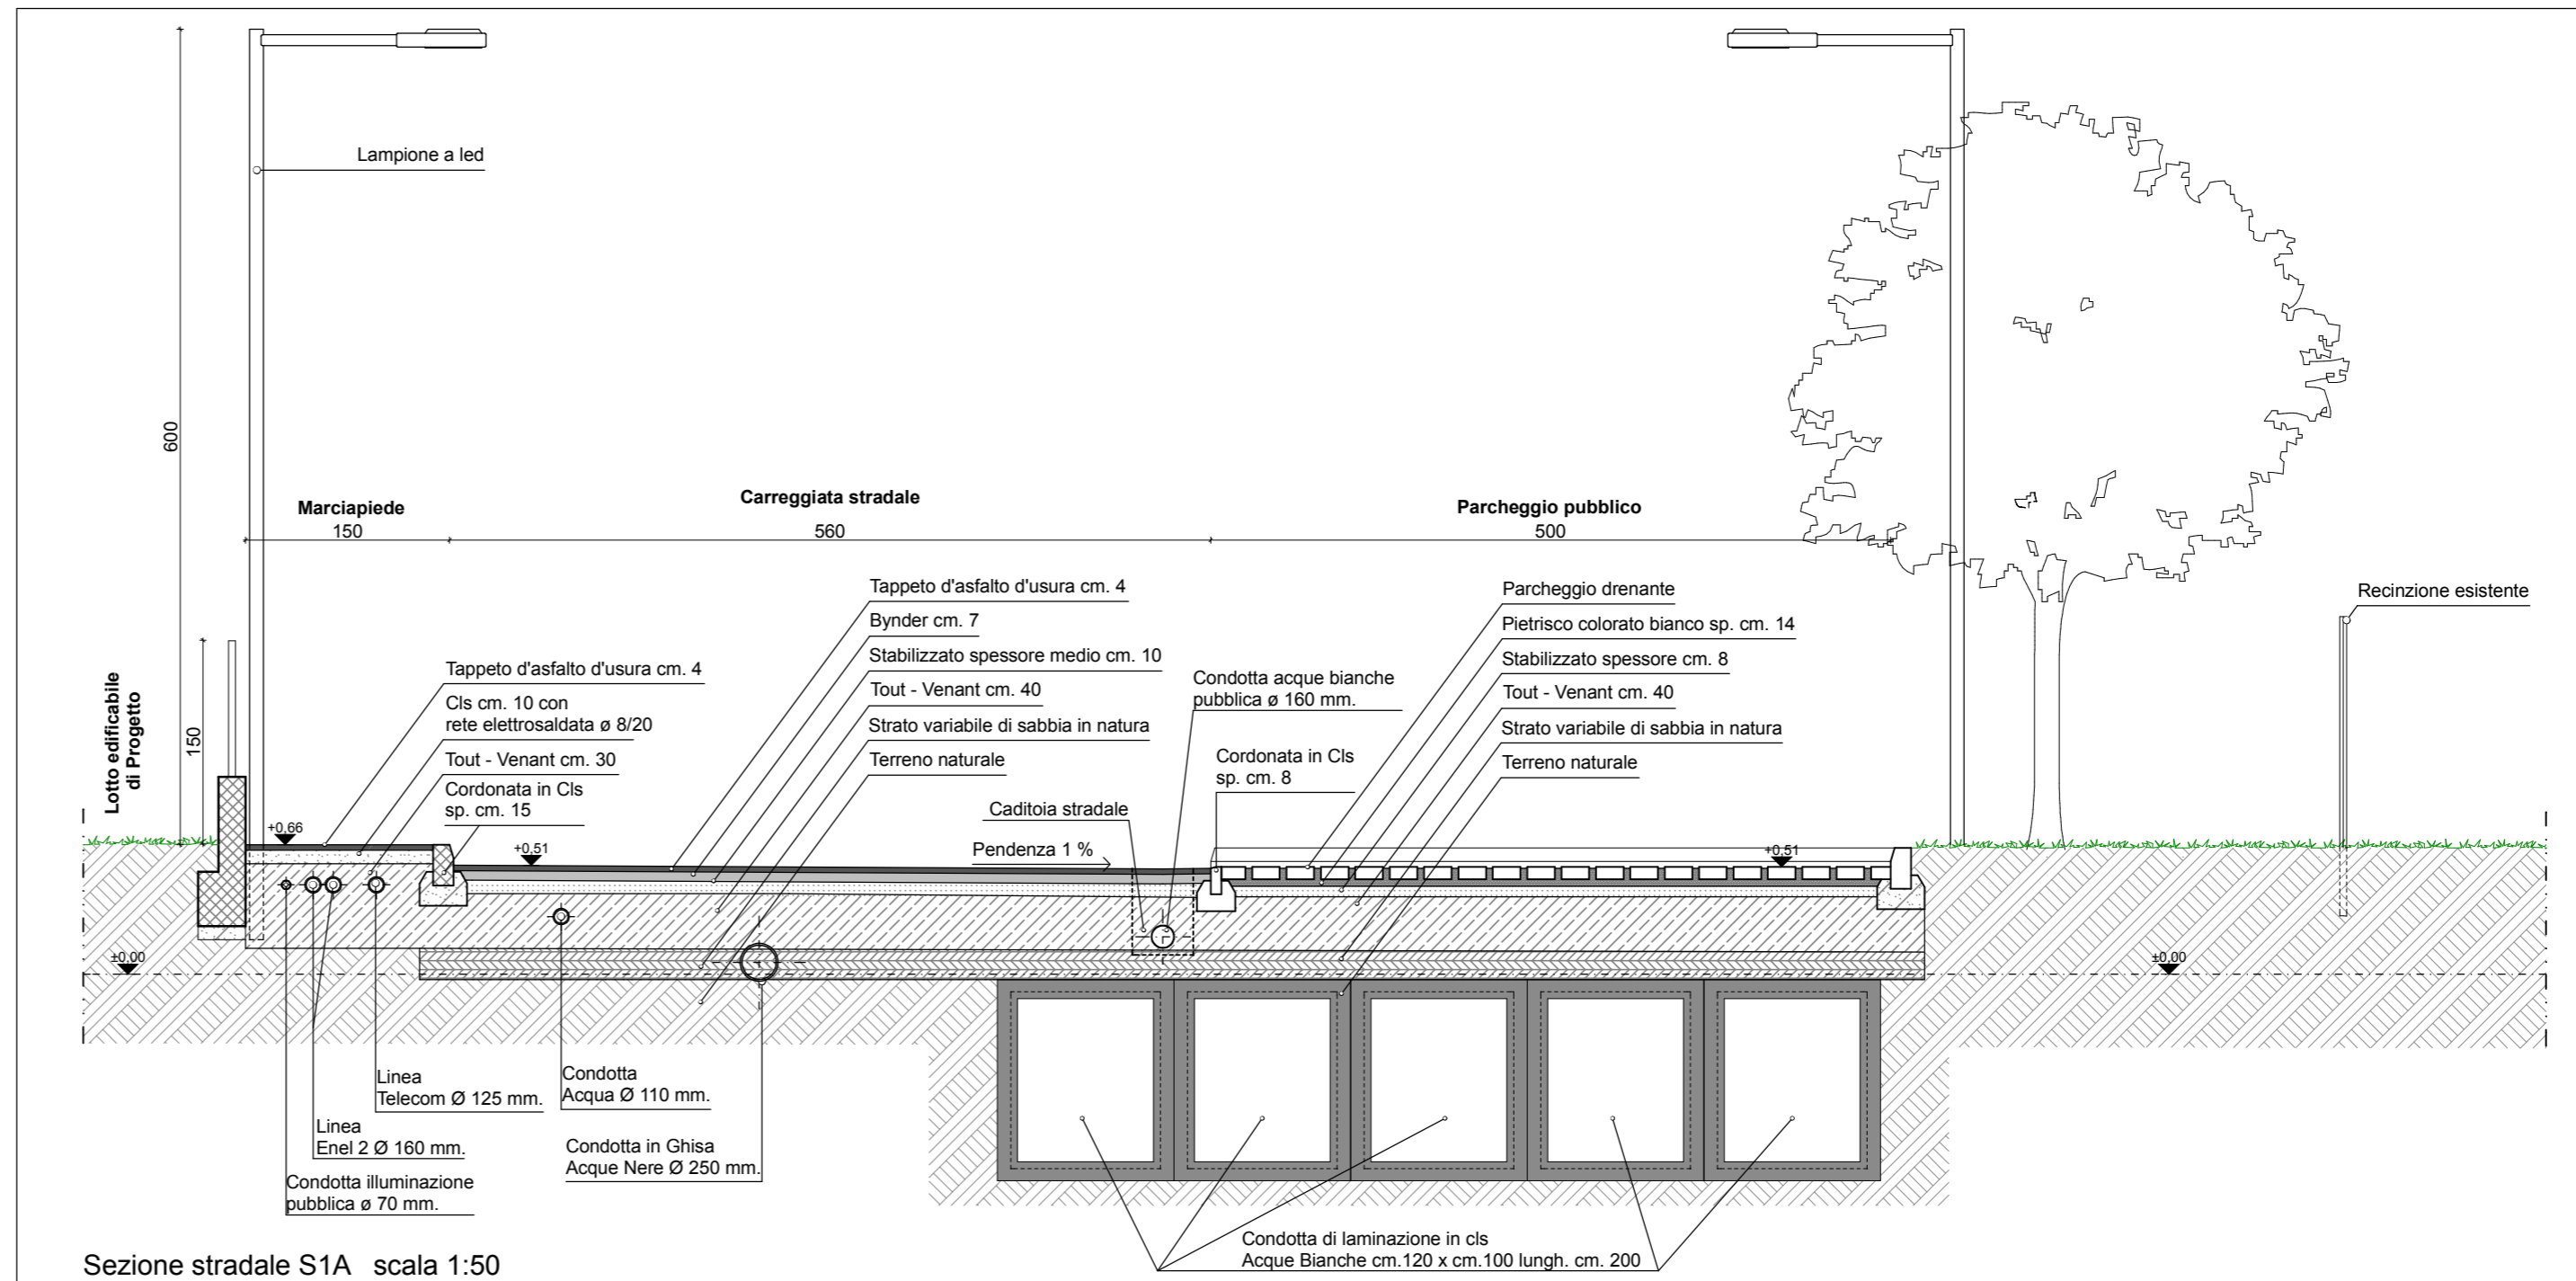 Lampione a led
600
Marciapiede
150
Carreggiata stradale
560
Parcheggio pubblico
500
Recinzione esistente
Tappeto d'asfalto d'usura cm. 4
Bynder cm. 7
Stabilizzato spessore medio cm. 10
Tout - Venant cm. 40
Strato variabile di sabbia in natura
Terreno naturale
Parcheggio drenante
Pietrisco colorato bianco sp. cm. 14
Stabilizzato spessore cm. 8
Tout - Venant cm. 40
Strato variabile di sabbia in natura
Terreno naturale
Lotto edificabile
di Progetto
150
Tappeto d'asfalto d'usura cm. 4
Cls cm. 10 con
rete elettrosaldata ø 8/20
Tout - Venant cm. 30
Cordonata in Cls
sp. cm. 15
Condotta acque bianche
pubblica ø 160 mm.
Cordonata in Cls
sp. cm. 8
Caditoia stradale
Pendenza 1 %
+0,66
+0,51
+0,51
±0,00
±0,00
Linea
Telecom Ø 125 mm.
Linea
Enel 2 Ø 160 mm.
Condotta illuminazione
pubblica ø 70 mm.
Condotta
Acqua Ø 110 mm.
Condotta in Ghisa
Acque Nere Ø 250 mm.
Condotta di laminazione in cls
Acque Bianche cm.120 x cm.100 lungh. cm. 200
Sezione stradale S1A scala 1:50